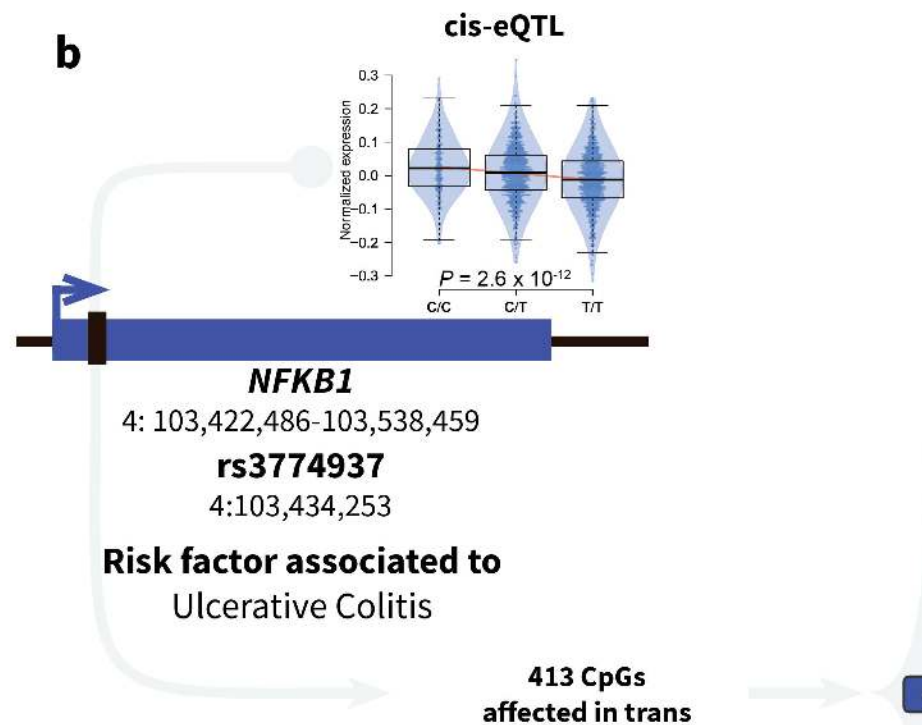 b
cis-eQTL
Normalized expression
0.3
0.2
0.1
0.0
−0.1
−0.2
−0.3
P = 2.6 x 10-12
C/C C/T T/T
NFKB1
4: 103,422,486-103,538,459
rs3774937
4:103,434,253
Risk factor associated to
Ulcerative Colitis
413 CpGs
affected in trans